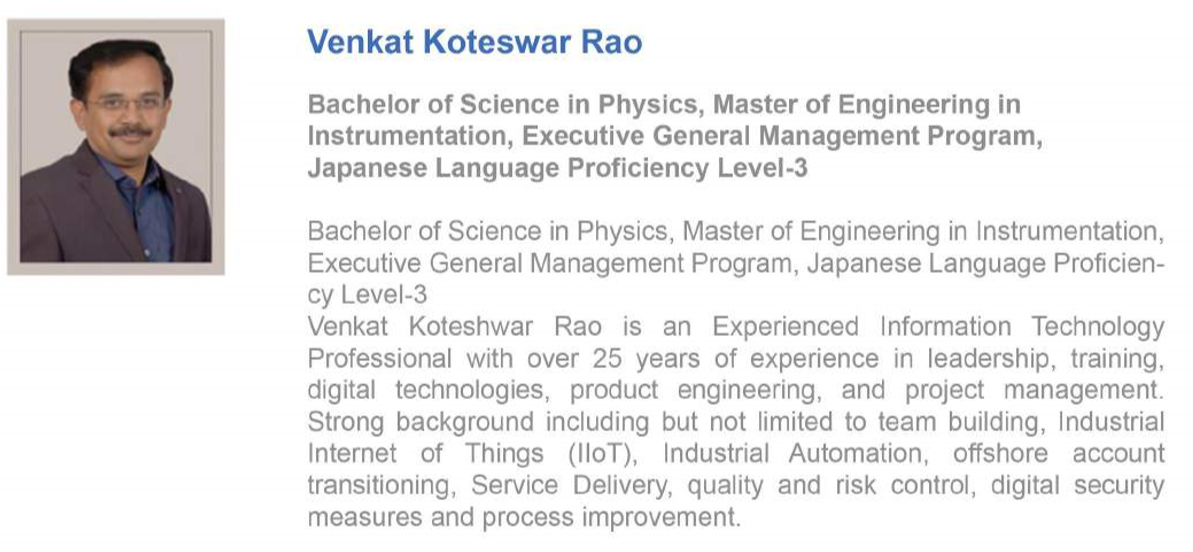 Venkat Koteswar Rao
Bachelor of Science in Physics, Master of Engineering in
Instrumentation, Executive General Management Program,
Japanese Language Proficiency Level-3
Bachelor of Science in Physics, Master of Engineering in Instrumentation,
Executive General Management Program, Japanese Language Proficien-
cy Level-3
Venkat Koteshwar Rao is an Experienced Information Technology
Professional with over 25 years of experience in leadership, training,
digital technologies, product engineering, and project management.
Strong background including but not limited to team building, Industrial
Internet of Things (IIoT), Industrial Automation, offshore account
transitioning, Service Delivery, quality and risk control, digital security
measures and process improvement.